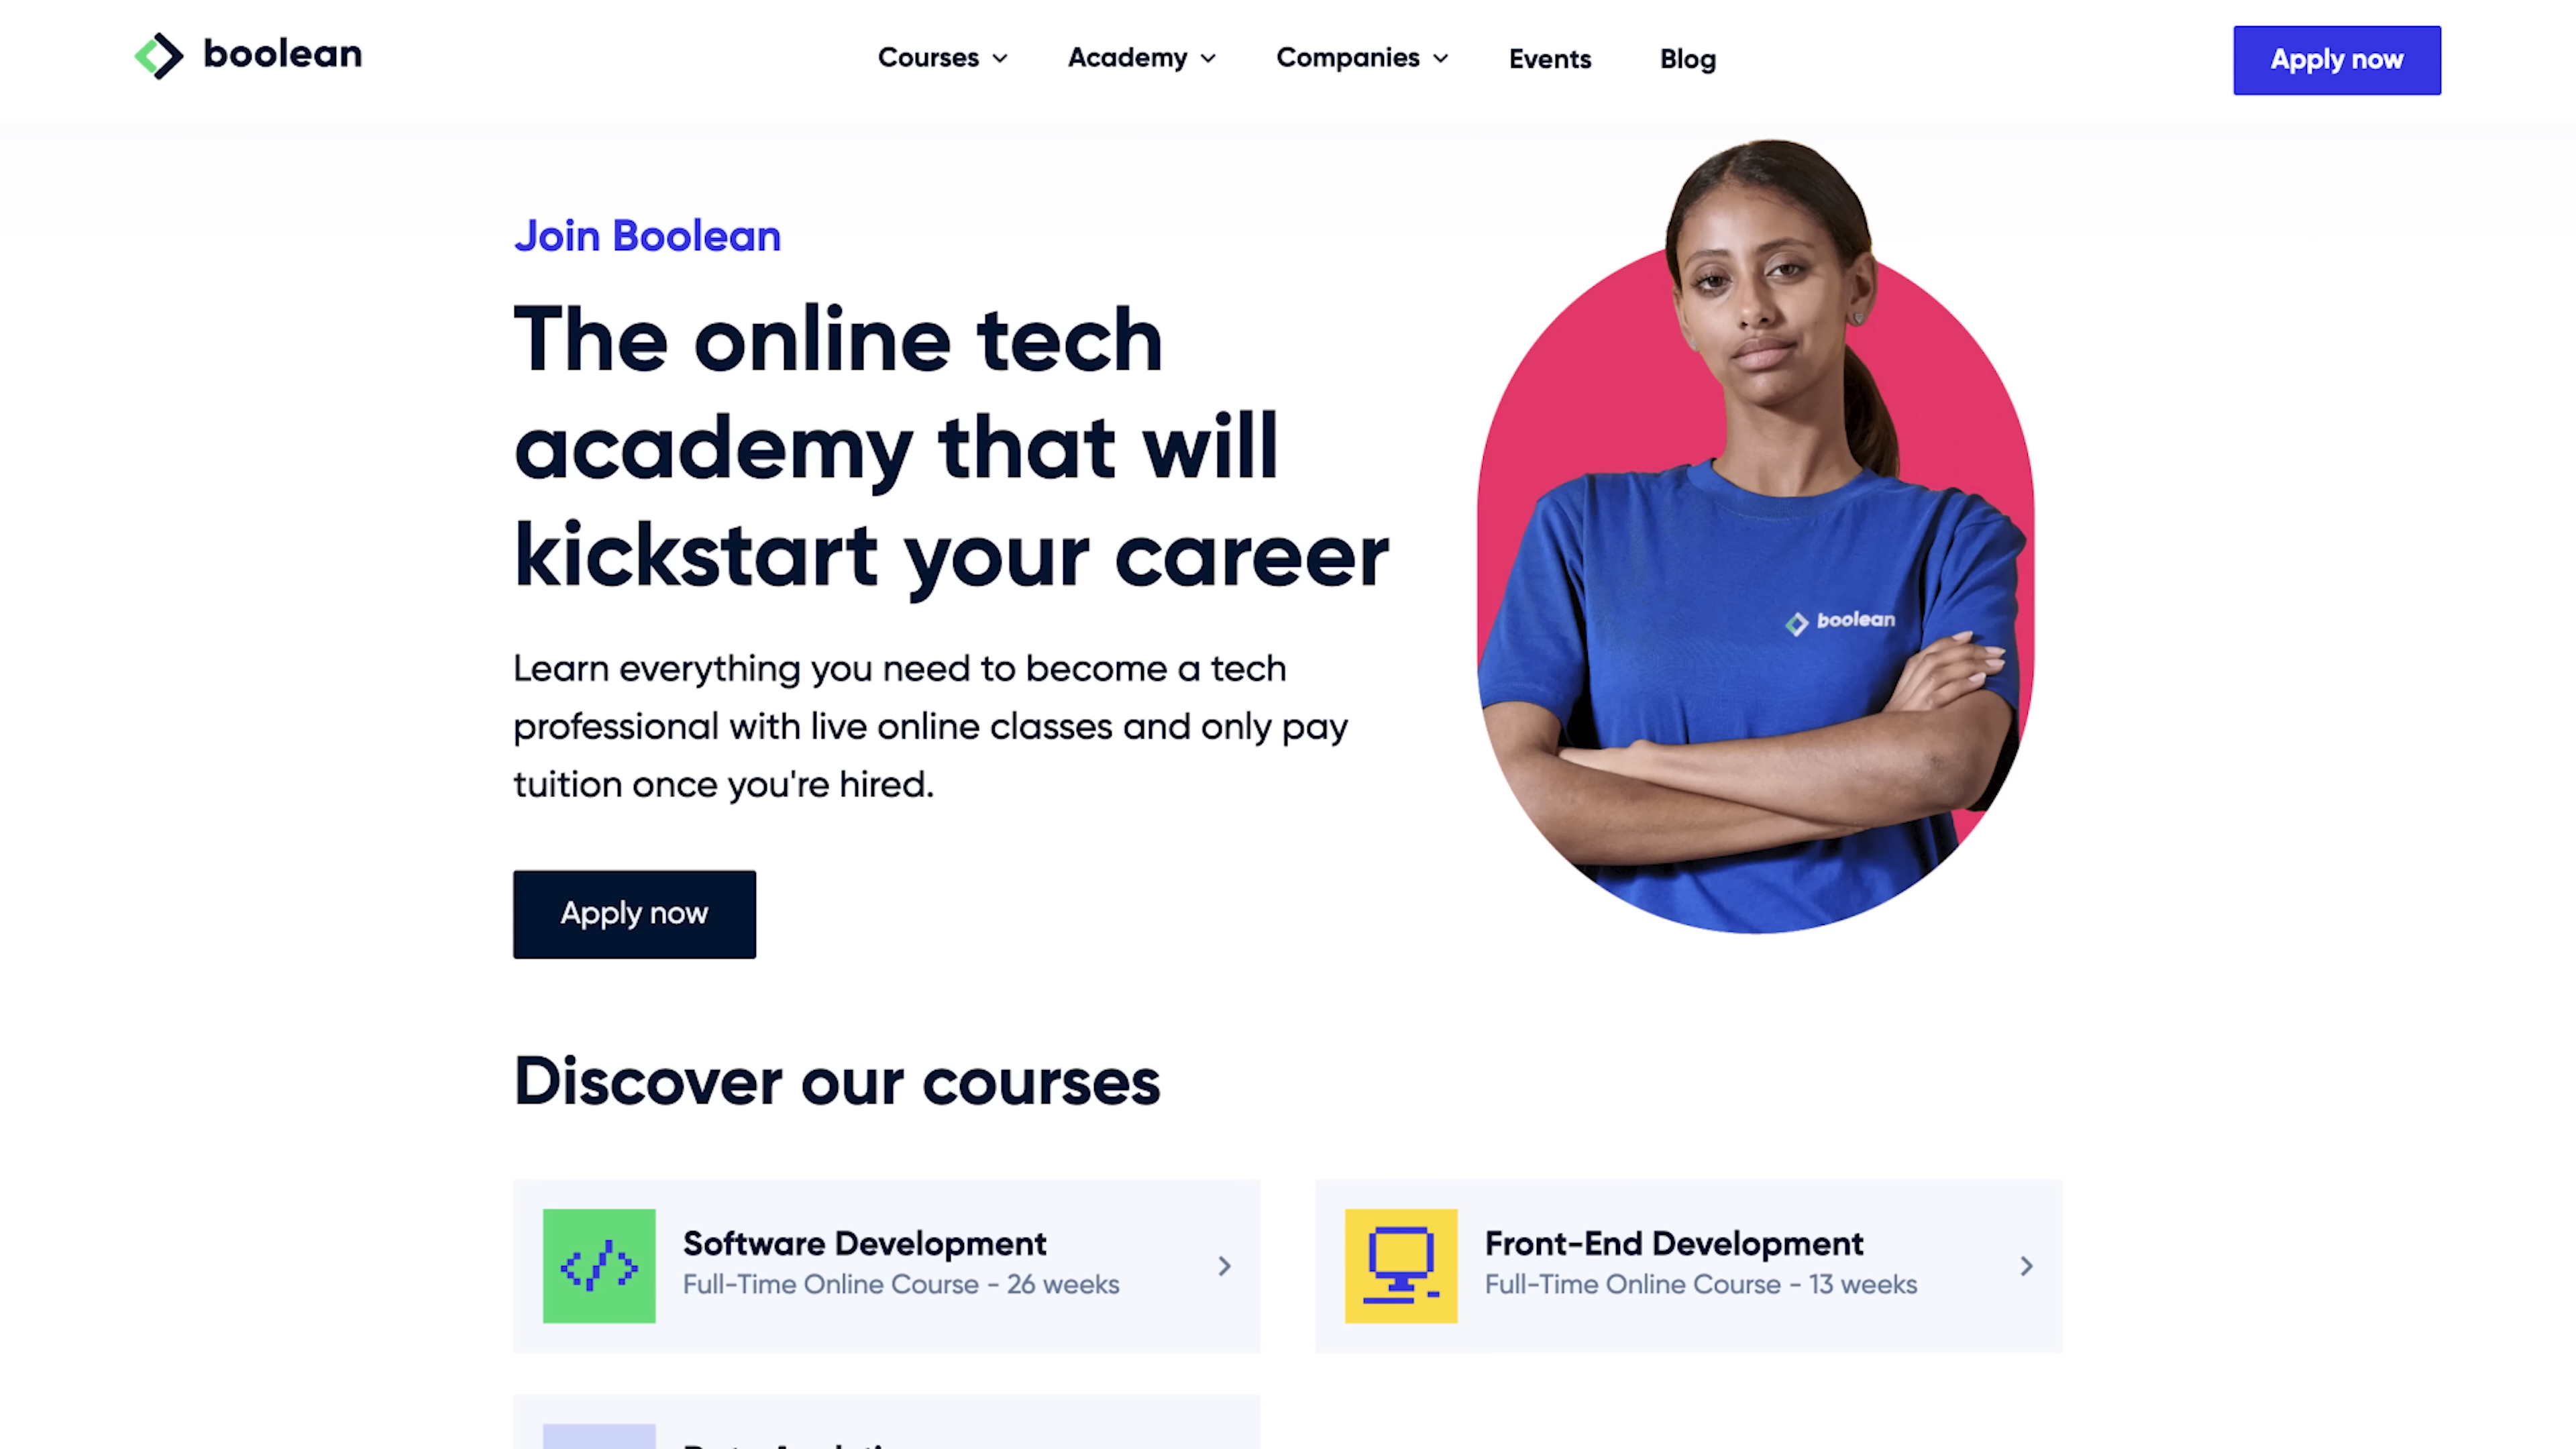 boolean
Courses
Academy
Companies
Events
Blog
Apply now
Join Boolean
The online tech
academy that will
kickstart your career
Learn everything you need to become a tech
professional with live online classes and only pay
tuition once you're hired.
boolean
Apply now
Discover our courses
Software Development
Full-Time Online Course - 26 weeks
Front-End Development
Full-Time Online Course - 13 weeks